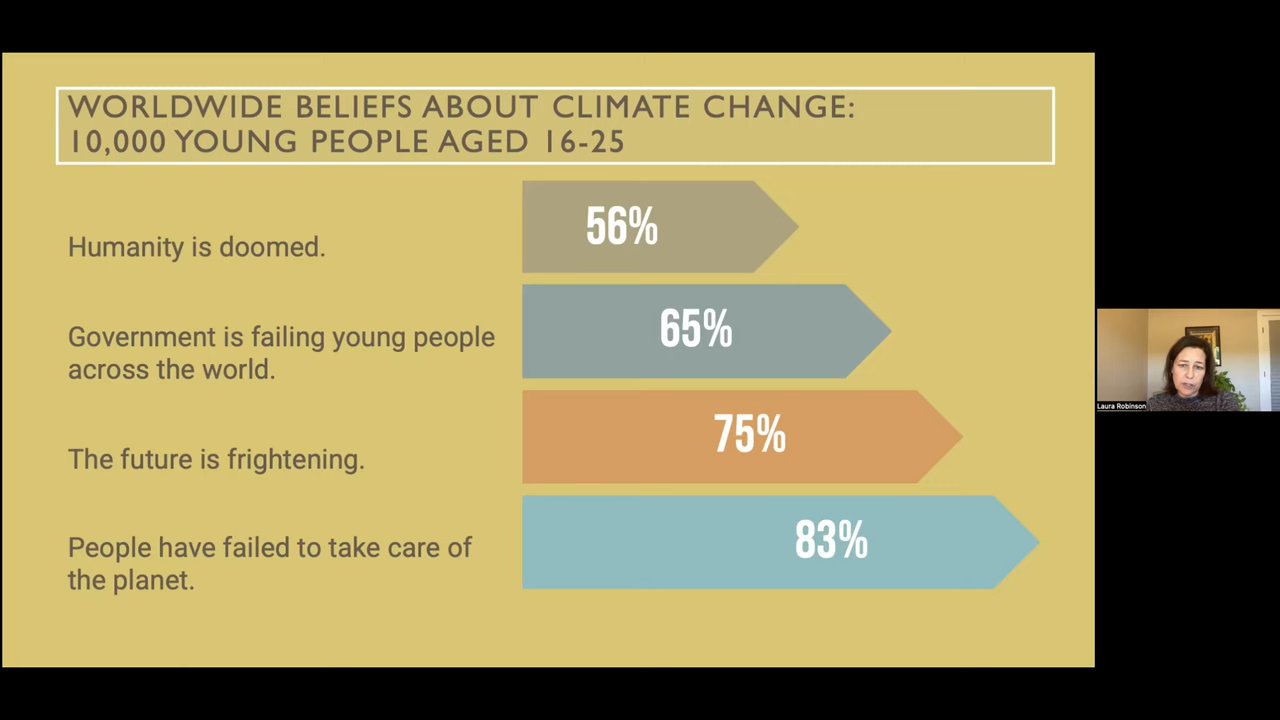 WORLDWIDE BELIEFS ABOUT CLIMATE CHANGE:
10,000 YOUNG PEOPLE AGED 16-25
Humanity is doomed.
56%
Government is failing young people
across the world.
65%
The future is frightening.
75%
People have failed to take care of
the planet.
83%
Laura Robinson